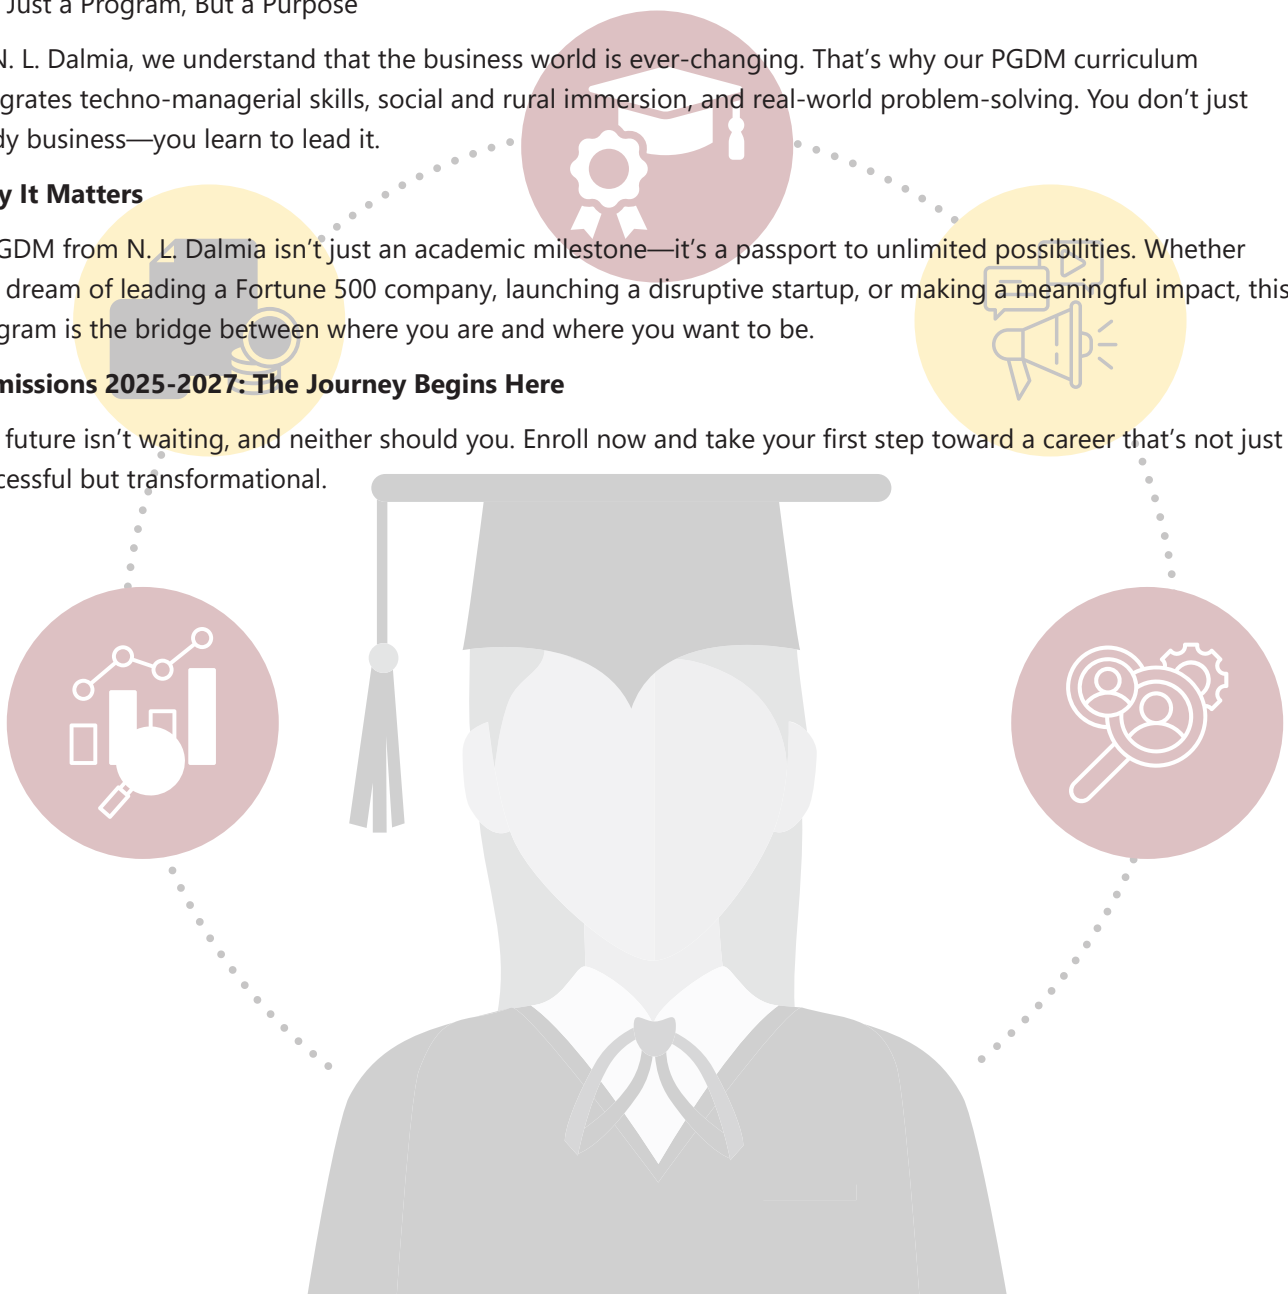 Just a Program, But a Purpose
N. L. Dalmia, we understand that the business world is ever-changing. That’s why our PGDM curriculum
grates techno-managerial skills, social and rural immersion, and real-world problem-solving. You don’t just
dy business—you learn to lead it.
y It Matters
GDM from N. L. Dalmia isn’t just an academic milestone—it’s a passport to unlimited possibilities. Whether
dream of leading a Fortune 500 company, launching a disruptive startup, or making a meaningful impact, this
gram is the bridge between where you are and where you want to be.
missions 2025-2027: The Journey Begins Here
future isn’t waiting, and neither should you. Enroll now and take your first step toward a career that’s not just
cessful but transformational.